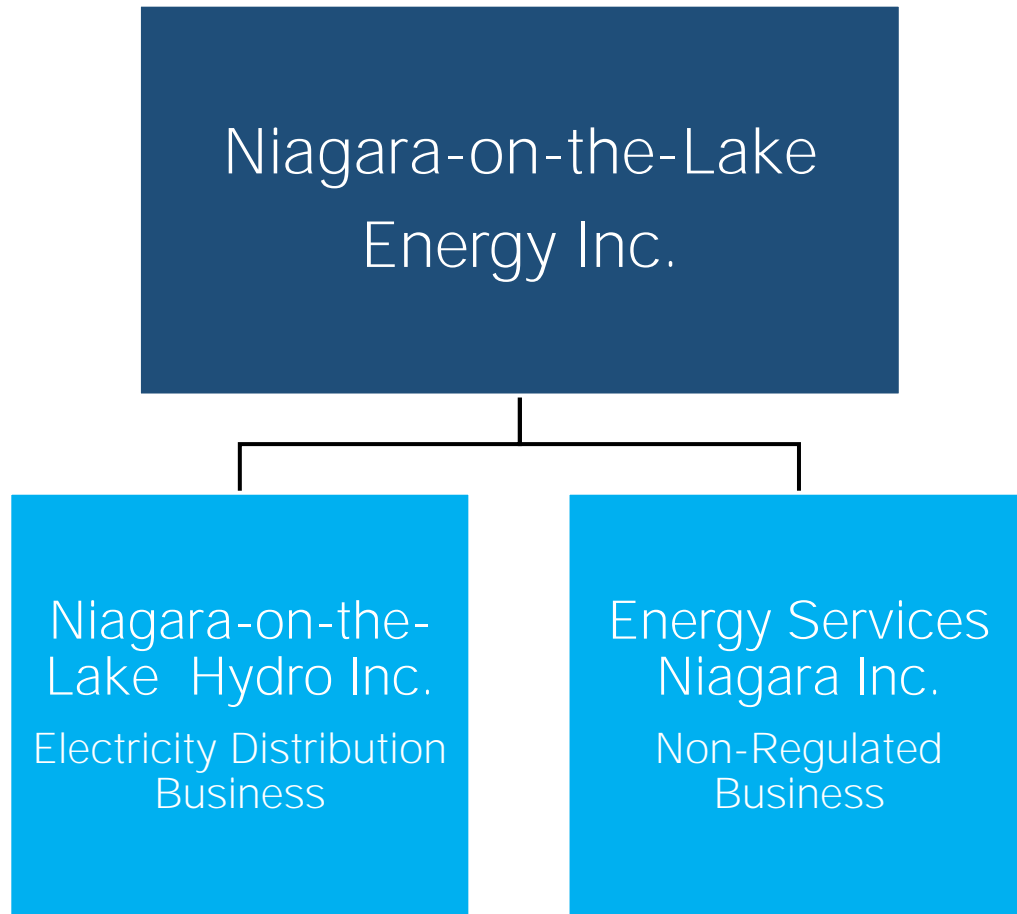 Niagara-on-the-Lake
Energy Inc.
Niagara-on-the-
Lake  Hydro Inc.
Electricity Distribution
Business
Energy Services
Niagara Inc.
Non-Regulated
Business